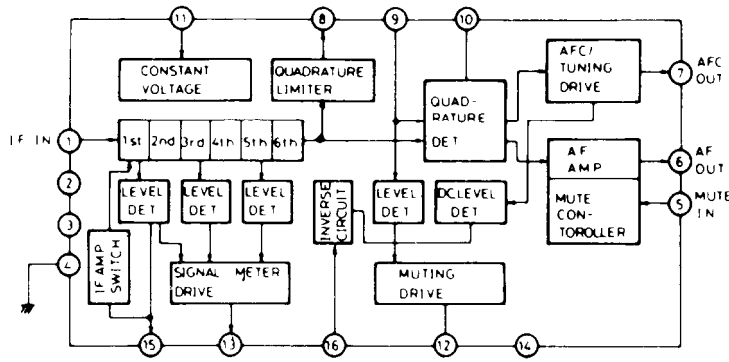 11
8
9
10
CONSTANT
VOLTAGE
QUADRATURE
LIMITER
AFC/
TUNING
DRIVE
7
AFC
OUT
QUAD-
RATURE
DET
IF IN
1
1st 2nd 3rd 4th 5th 6th
AF
AMP
6
AF
OUT
2
LEVEL
DET
LEVEL
DET
LEVEL
DET
INVERSE
CIRCUIT
LEVEL
DET
DC LEVEL
DET
MUTE
CON-
TOROLLER
5
MUTE
IN
3
4
IF AMP
SWITCH
SIGNAL METER
DRIVE
MUTING
DRIVE
15
13
16
12
14